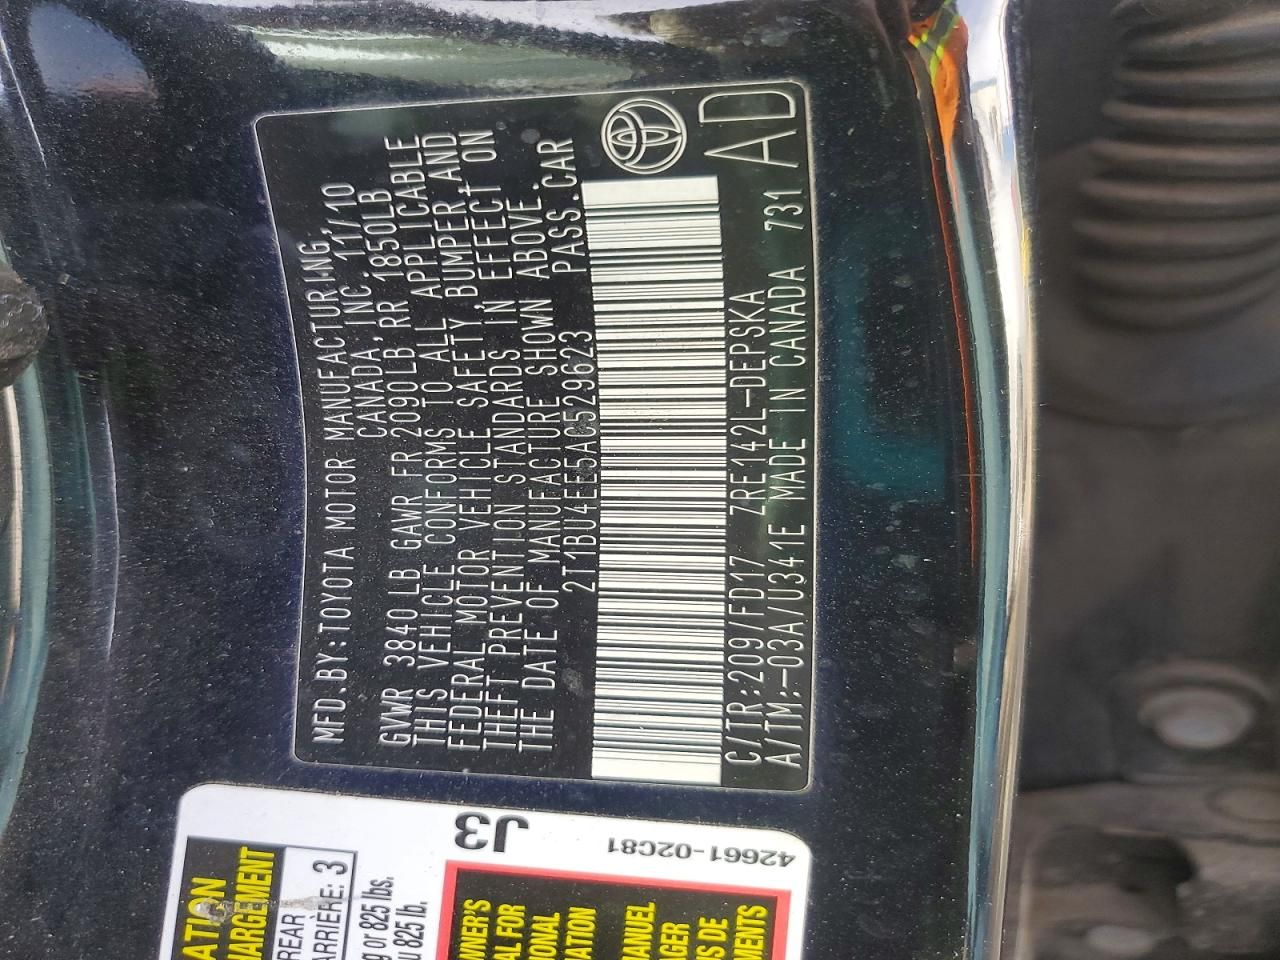 MFD.BY:TOYOTA MOTOR MANUFACTURING,
CANADA,INC. 11/10
GVWR 3840 LB GAWR FR 2090LB,RR 1850LB
THIS VEHICLE CONFORMS TO ALL APPLICABLE
FEDERAL MOTOR VEHICLE SAFETY,BUMPER,AND
THEFT PREVENTION STANDARDS IN EFFECT ON
THE DATE OF MANUFACTURE SHOWN ABOVE.
2T1BU4EE5AC529623 PASS.CAR
C/TR:209/FD17 ZRE142L-DEPSKA
A/TM:-03A/U341E MADE IN CANADA 731
AD
J3
42661-02C81
REAR
ARRIÈRE: 3
825 lbs.
825 lb.
MANUEL
DE